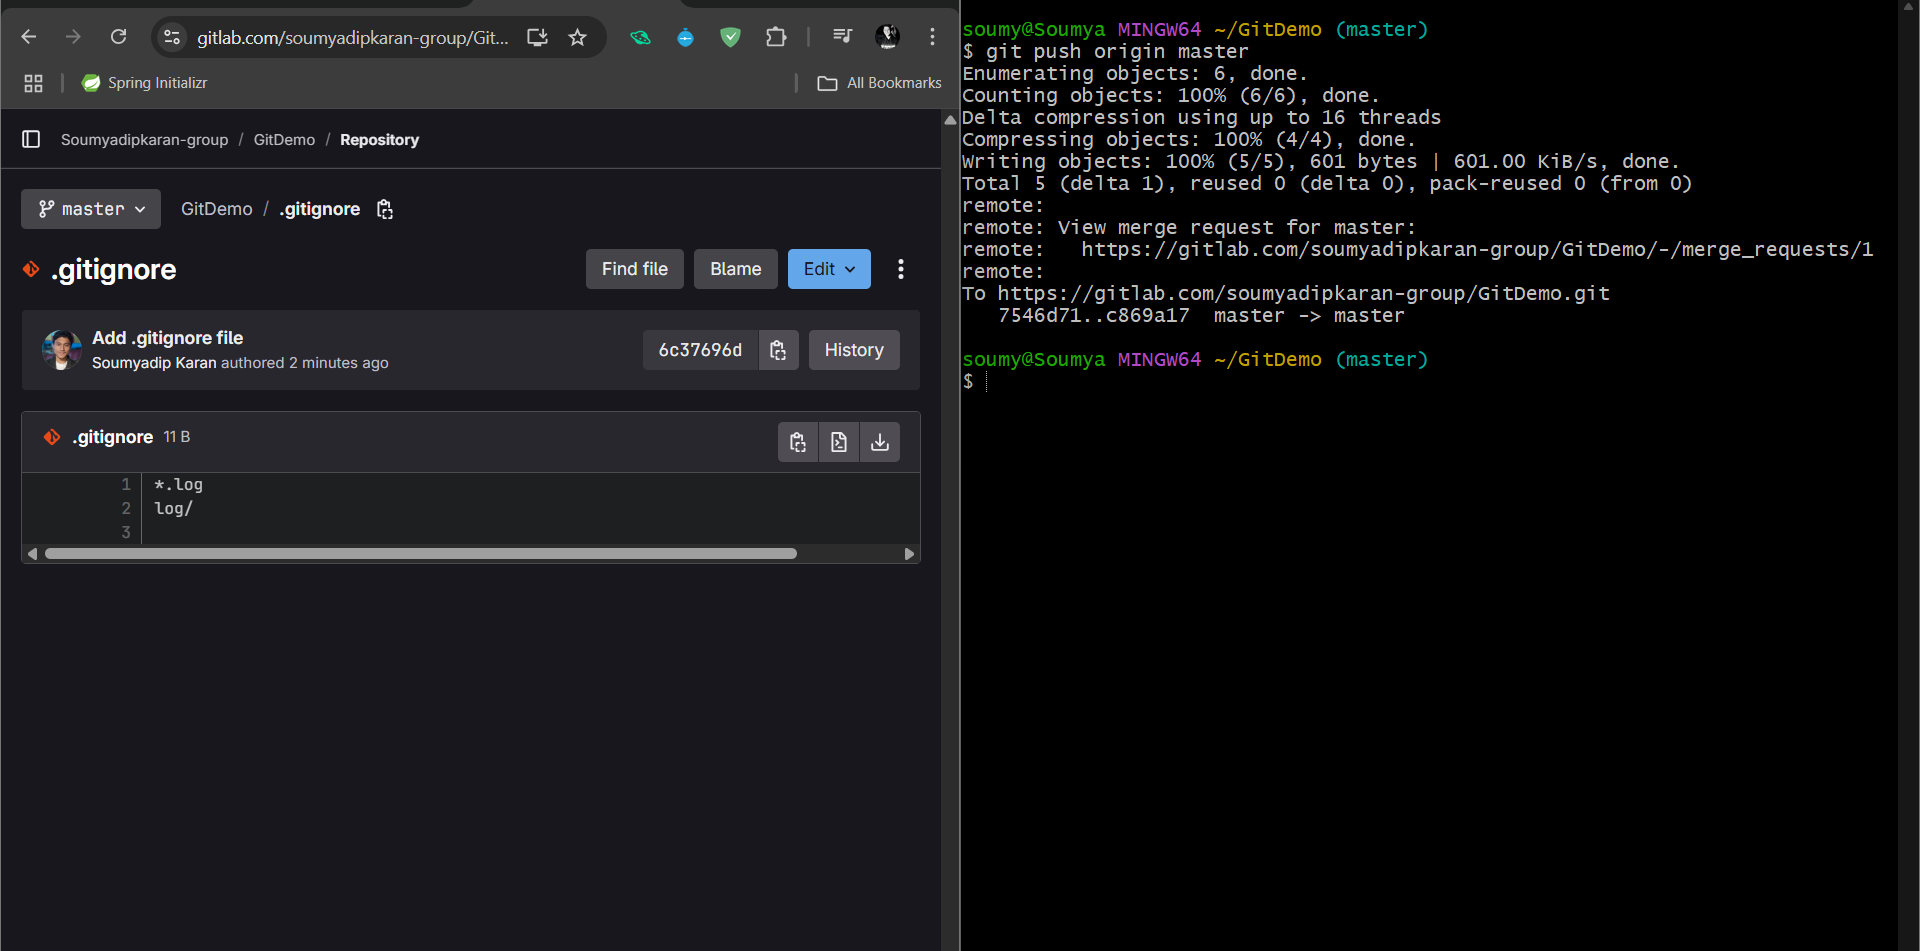 gitlab.com/soumyadipkaran-group/Git...
Spring Initializr
All Bookmarks
Soumyadipkaran-group / GitDemo / Repository
master
GitDemo / .gitignore
.gitignore
Find file
Blame
Edit
Add .gitignore file
Soumyadip Karan authored 2 minutes ago
6c37696d
History
.gitignore 11 B
1 *.log
2 log/
3
soumy@Soumya MINGW64 ~/GitDemo (master)
$ git push origin master
Enumerating objects: 6, done.
Counting objects: 100% (6/6), done.
Delta compression using up to 16 threads
Compressing objects: 100% (4/4), done.
Writing objects: 100% (5/5), 601 bytes | 601.00 KiB/s, done.
Total 5 (delta 1), reused 0 (delta 0), pack-reused 0 (from 0)
remote:
remote: View merge request for master:
remote:   https://gitlab.com/soumyadipkaran-group/GitDemo/-/merge_requests/1
remote:
To https://gitlab.com/soumyadipkaran-group/GitDemo.git
   7546d71..c869a17  master -> master
soumy@Soumya MINGW64 ~/GitDemo (master)
$